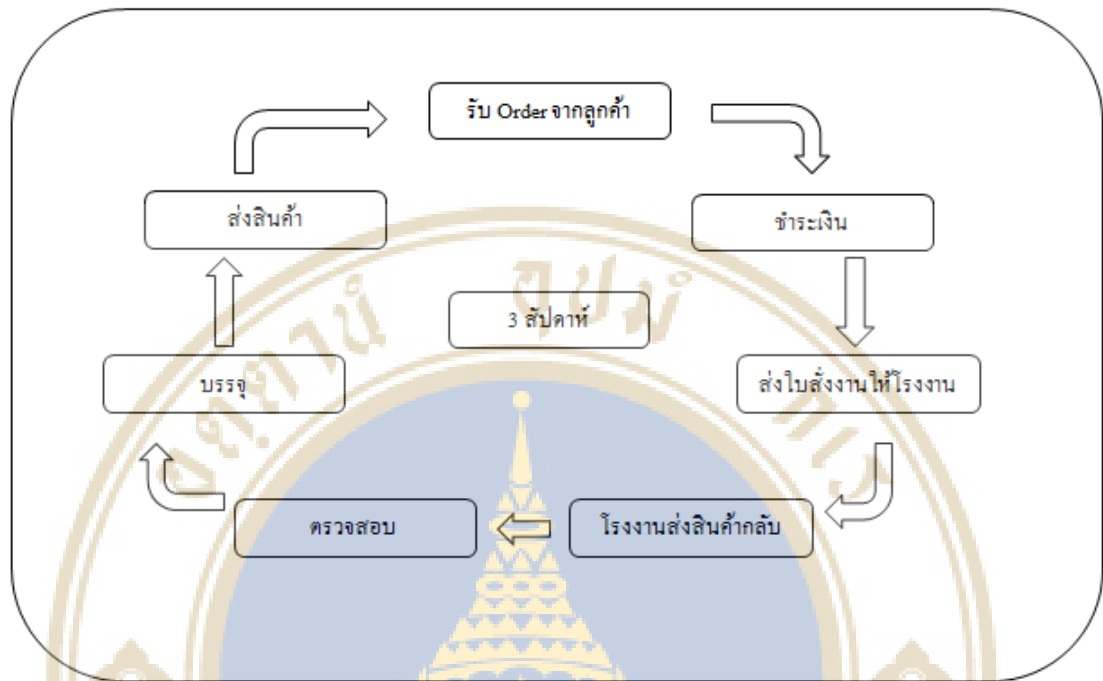 รับ Order จากลูกค้า
ส่งสินค้า
ชำระเงิน
3 สัปดาห์
บรรจุ
ส่งใบสั่งงานให้โรงงาน
ตรวจสอบ
โรงงานส่งสินค้ากลับ